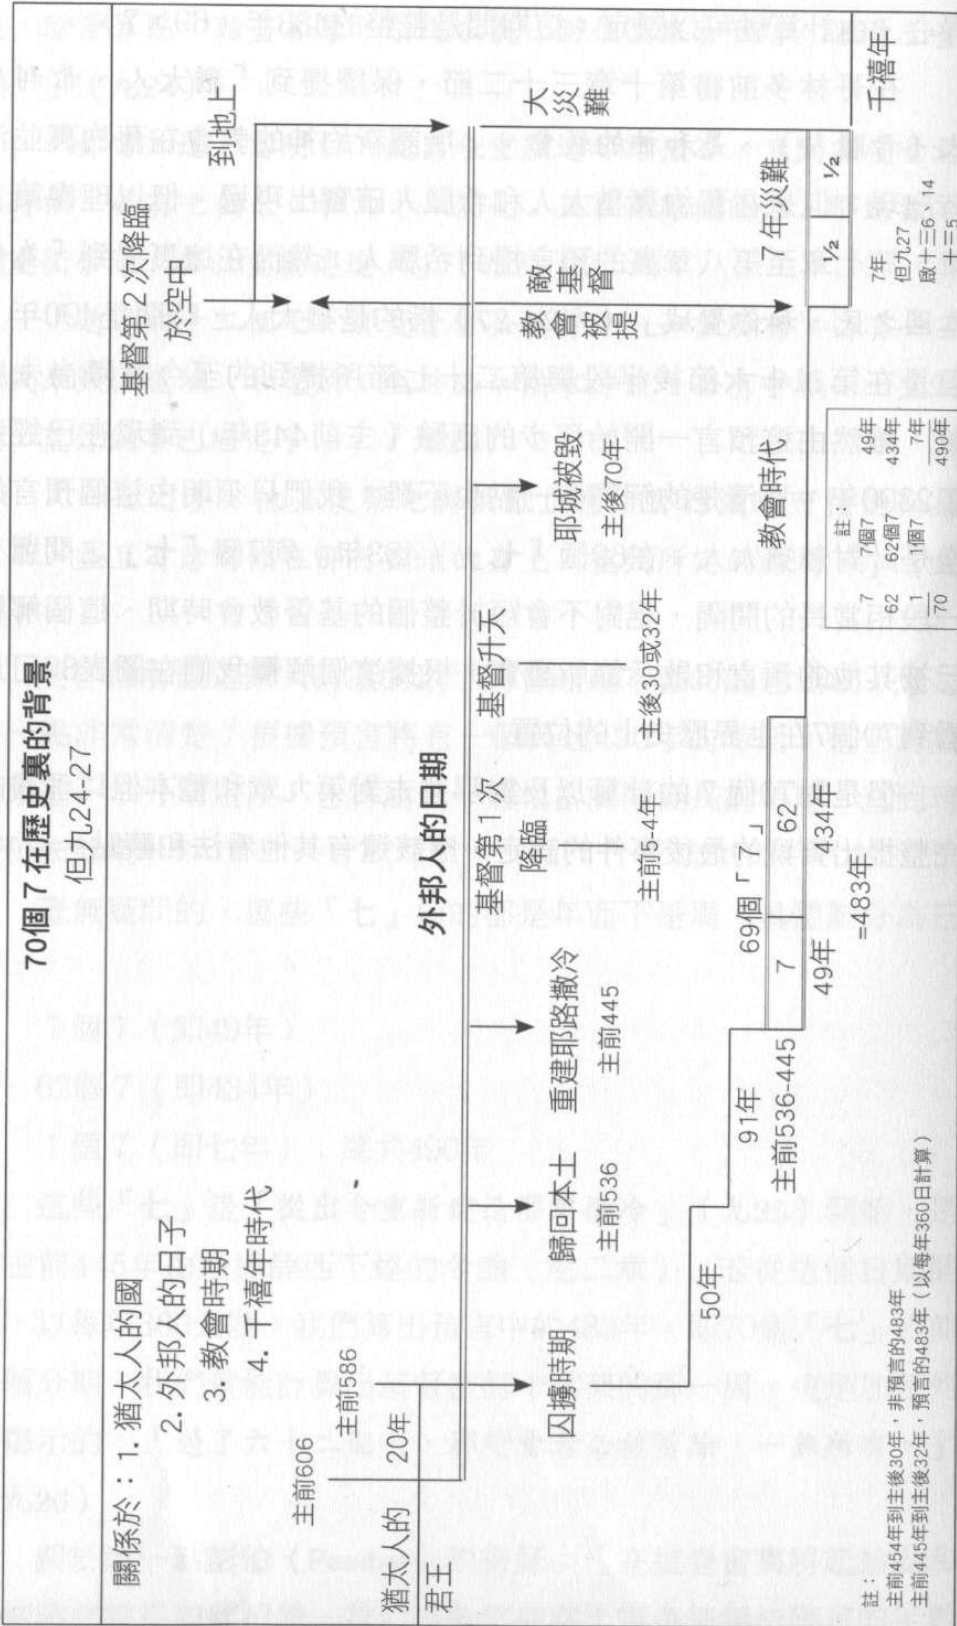 70個7在歷史裏的背景
但九24-27
關係於：1. 猶太人的國
2. 外邦人的日子
3. 教會時期
4. 千禧年時代
基督第2次降臨
於空中
到地上
外邦人的日期
主前606
猶太人的
君王
20年
主前586
囚擄時期
歸回本土
主前536
重建耶路撒冷
主前445
基督第1次
降臨
主前5-4年
基督升天
主後30或32年
耶城被毀
主後70年
教會被提
敵基督
大災難
50年
91年
主前536-445
69個「7」
7
62
49年
434年
=483年
教會時代
7年災難
½
½
千禧年
7年
但九27
啟十三6、14
十三5
註：
7 7個7 49年
62 62個7 434年
1 1個7 7年
70 490年
註：
主前454年到主後30年，非預言的483年
主前445年到主後32年，預言的483年（以每年360日計算）